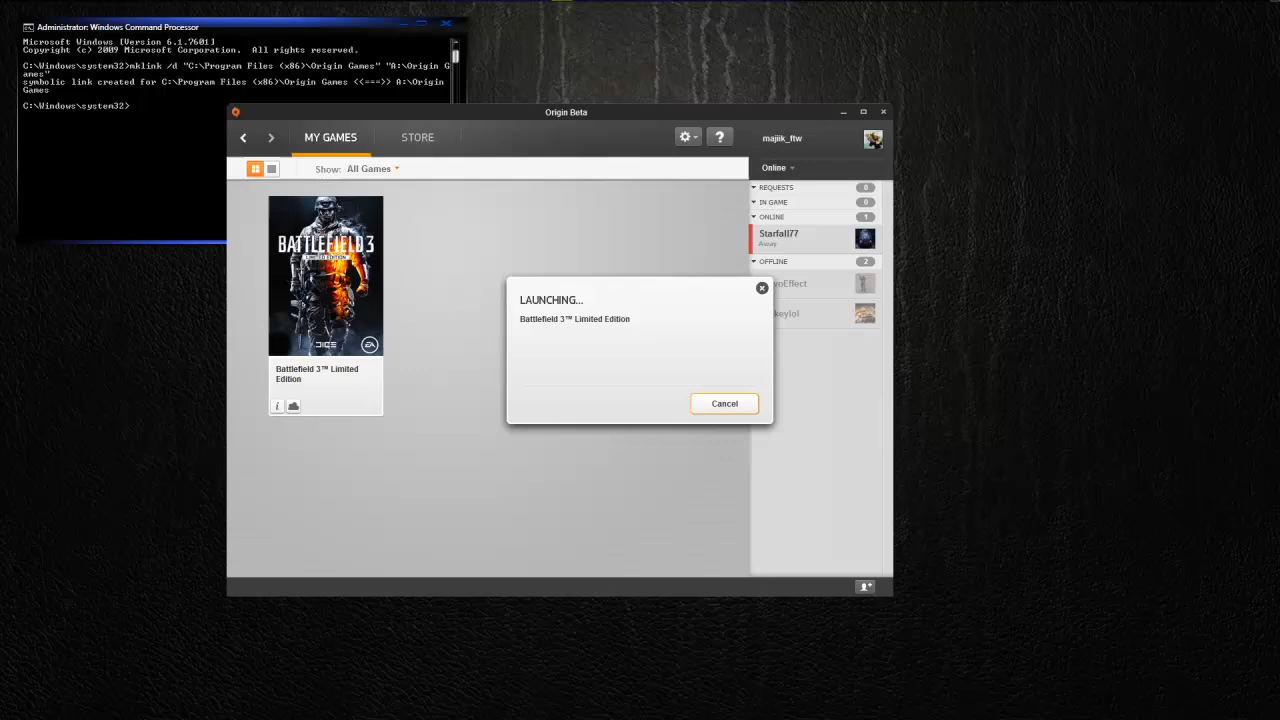 Administrator: Windows Command Processor
Microsoft Windows [Version 6.1.7601]
Copyright (c) 2009 Microsoft Corporation.  All rights reserved.
C:\Windows\system32>mklink /d "C:\Program Files (x86)\Origin Games" "A:\Origin G
ames"
symbolic link created for C:\Program Files (x86)\Origin Games <<===>> A:\Origin
Games
C:\Windows\system32>
Origin Beta
MY GAMES
STORE
?
majiik_ftw
Show: All Games
Online
REQUESTS 0
IN GAME 0
ONLINE 1
Starfall77
Away
OFFLINE 2
voEffect
keylol
BATTLEFIELD 3
LIMITED EDITION
DICE
EA
Battlefield 3™ Limited
Edition
i
LAUNCHING...
Battlefield 3™ Limited Edition
Cancel